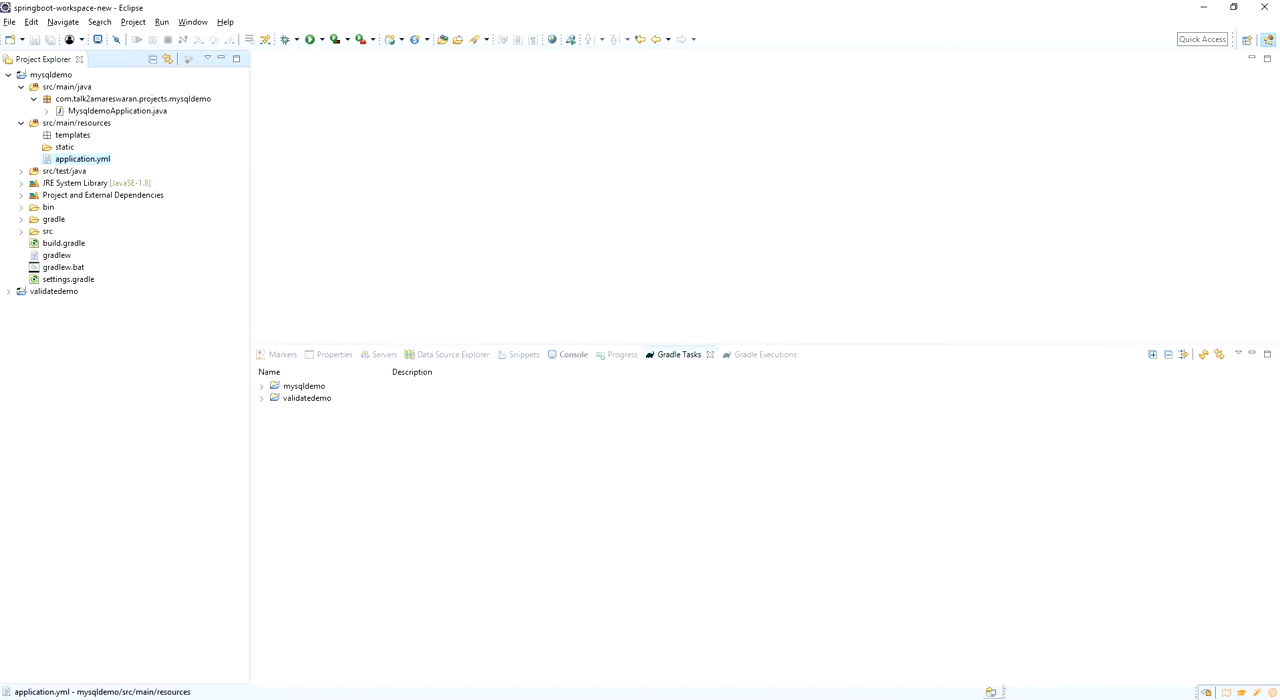 springboot-workspace-new - Eclipse
File Edit Navigate Search Project Run Window Help
Quick Access
Project Explorer
mysqldemo
src/main/java
com.talk2amareswaran.projects.mysqldemo
MysqldemoApplication.java
src/main/resources
templates
static
application.yml
src/test/java
JRE System Library [JavaSE-1.8]
Project and External Dependencies
bin
gradle
src
build.gradle
gradlew
gradlew.bat
settings.gradle
validatedemo
Markers Properties Servers Data Source Explorer Snippets Console Progress Gradle Tasks Gradle Executions
Name Description
mysqldemo
validatedemo
application.yml - mysqldemo/src/main/resources